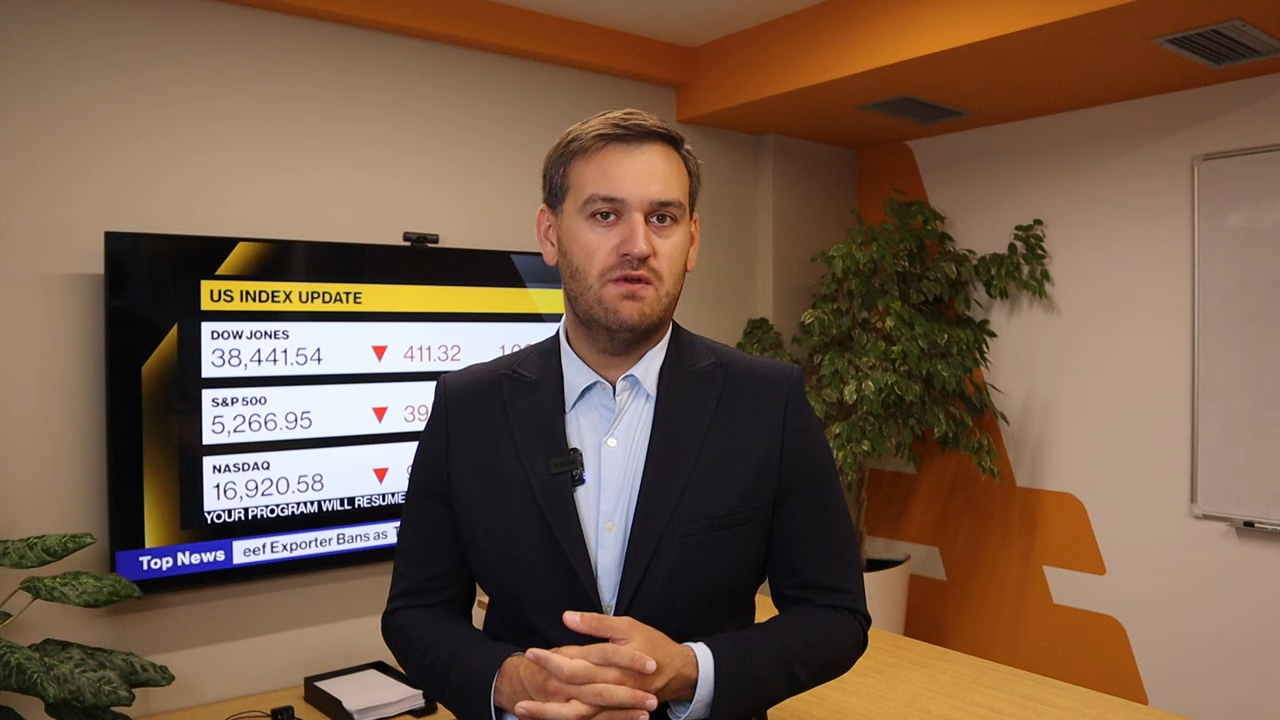 US INDEX UPDATE
DOW JONES
38,441.54 ▼ 411.32
S&P 500
5,266.95 ▼ 39
NASDAQ
16,920.58 ▼
YOUR PROGRAM WILL RESUME
Top News eef Exporter Bans as